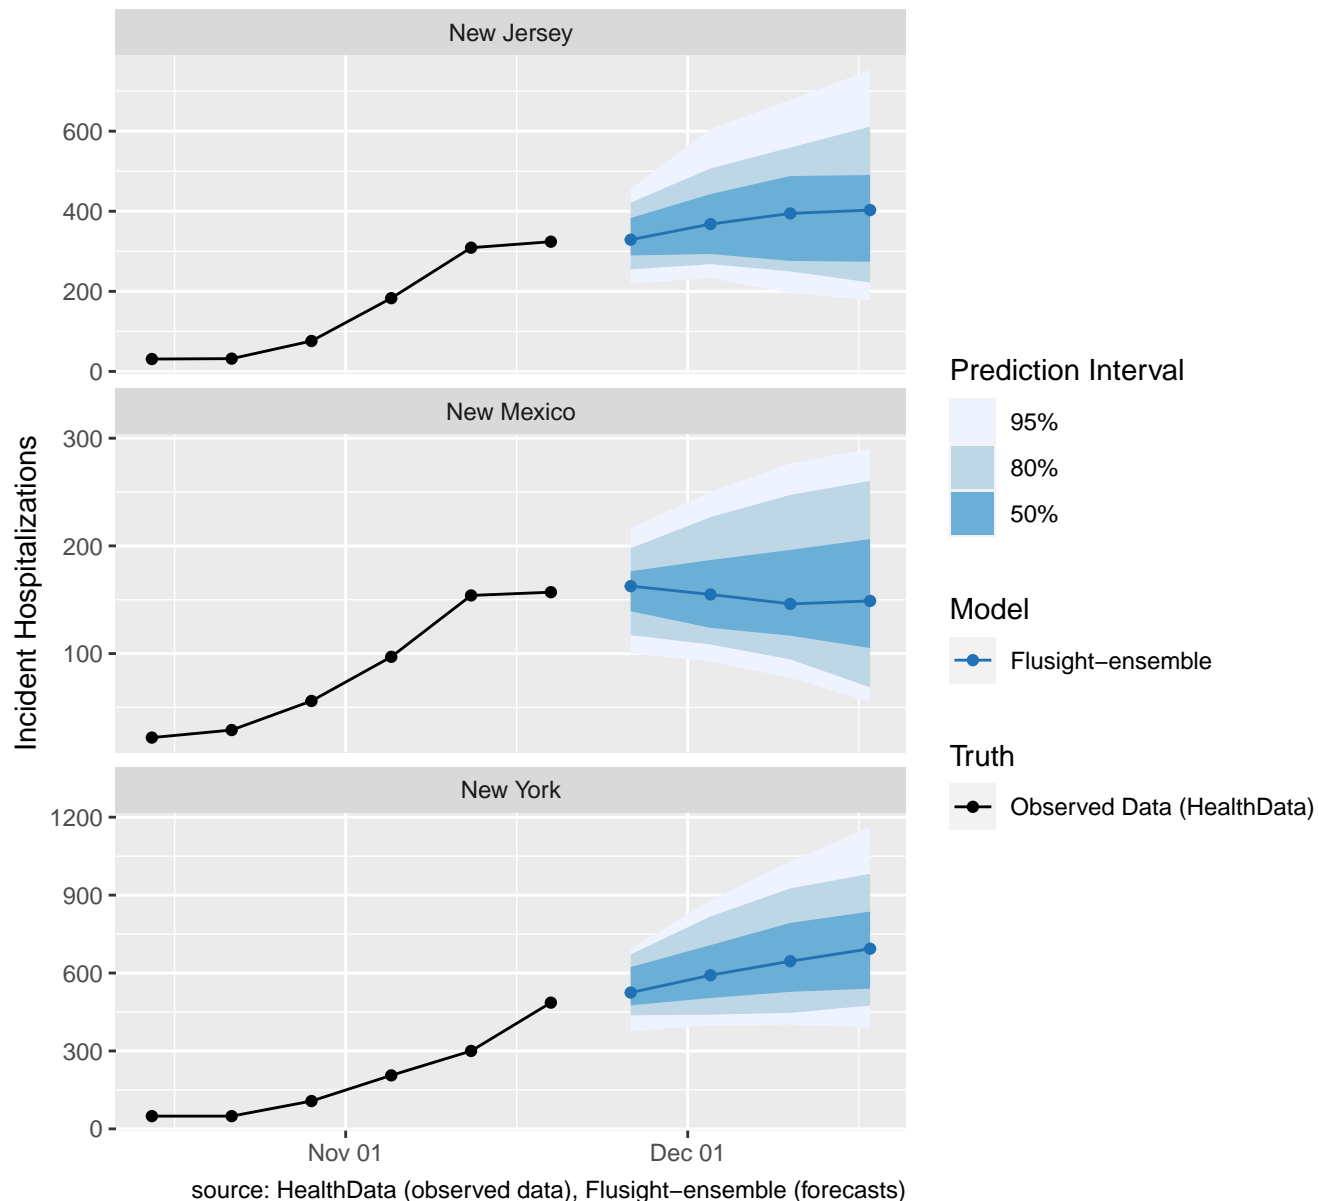 New Jersey
600
400
200
0
New Mexico
300
200
100
New York
1200
900
600
300
0
Nov 01
Dec 01
Incident Hospitalizations
source: HealthData (observed data), Flusight−ensemble (forecasts)
Prediction Interval
95%
80%
50%
Model
Flusight−ensemble
Truth
Observed Data (HealthData)